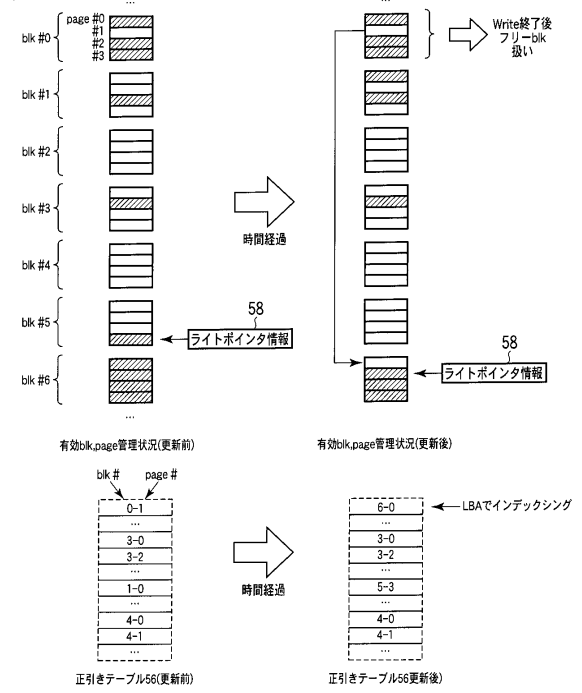 ...
...
page #0
#1
#2
#3
blk #0
blk #1
blk #2
blk #3
blk #4
blk #5
blk #6
Write終了後
フリーblk
扱い
時間経過
58
ライトポインタ情報
58
ライトポインタ情報
...
...
有効blk,page管理状況(更新前)
有効blk,page管理状況(更新後)
blk #
page #
0-1
...
3-0
3-2
...
1-0
...
4-0
4-1
...
時間経過
6-0
...
3-0
3-2
...
5-3
...
4-0
4-1
...
LBAでインデックシング
正引きテーブル56(更新前)
正引きテーブル56更新後)